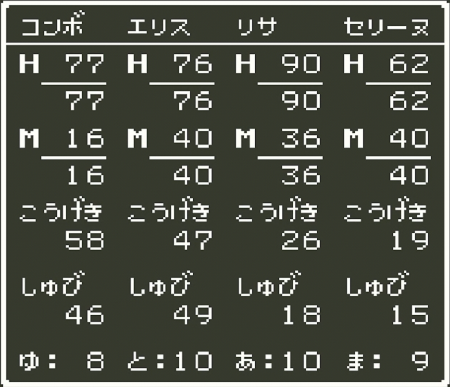 コンボ エリス リサ セリーヌ
H 77 H 76 H 90 H 62
77 76 90 62
M 16 M 40 M 36 M 40
16 40 36 40
こうげき こうげき こうげき こうげき
58 47 26 19
しゅび しゅび しゅび しゅび
46 49 18 15
ゆ: 8 と:10 あ:10 ま: 9